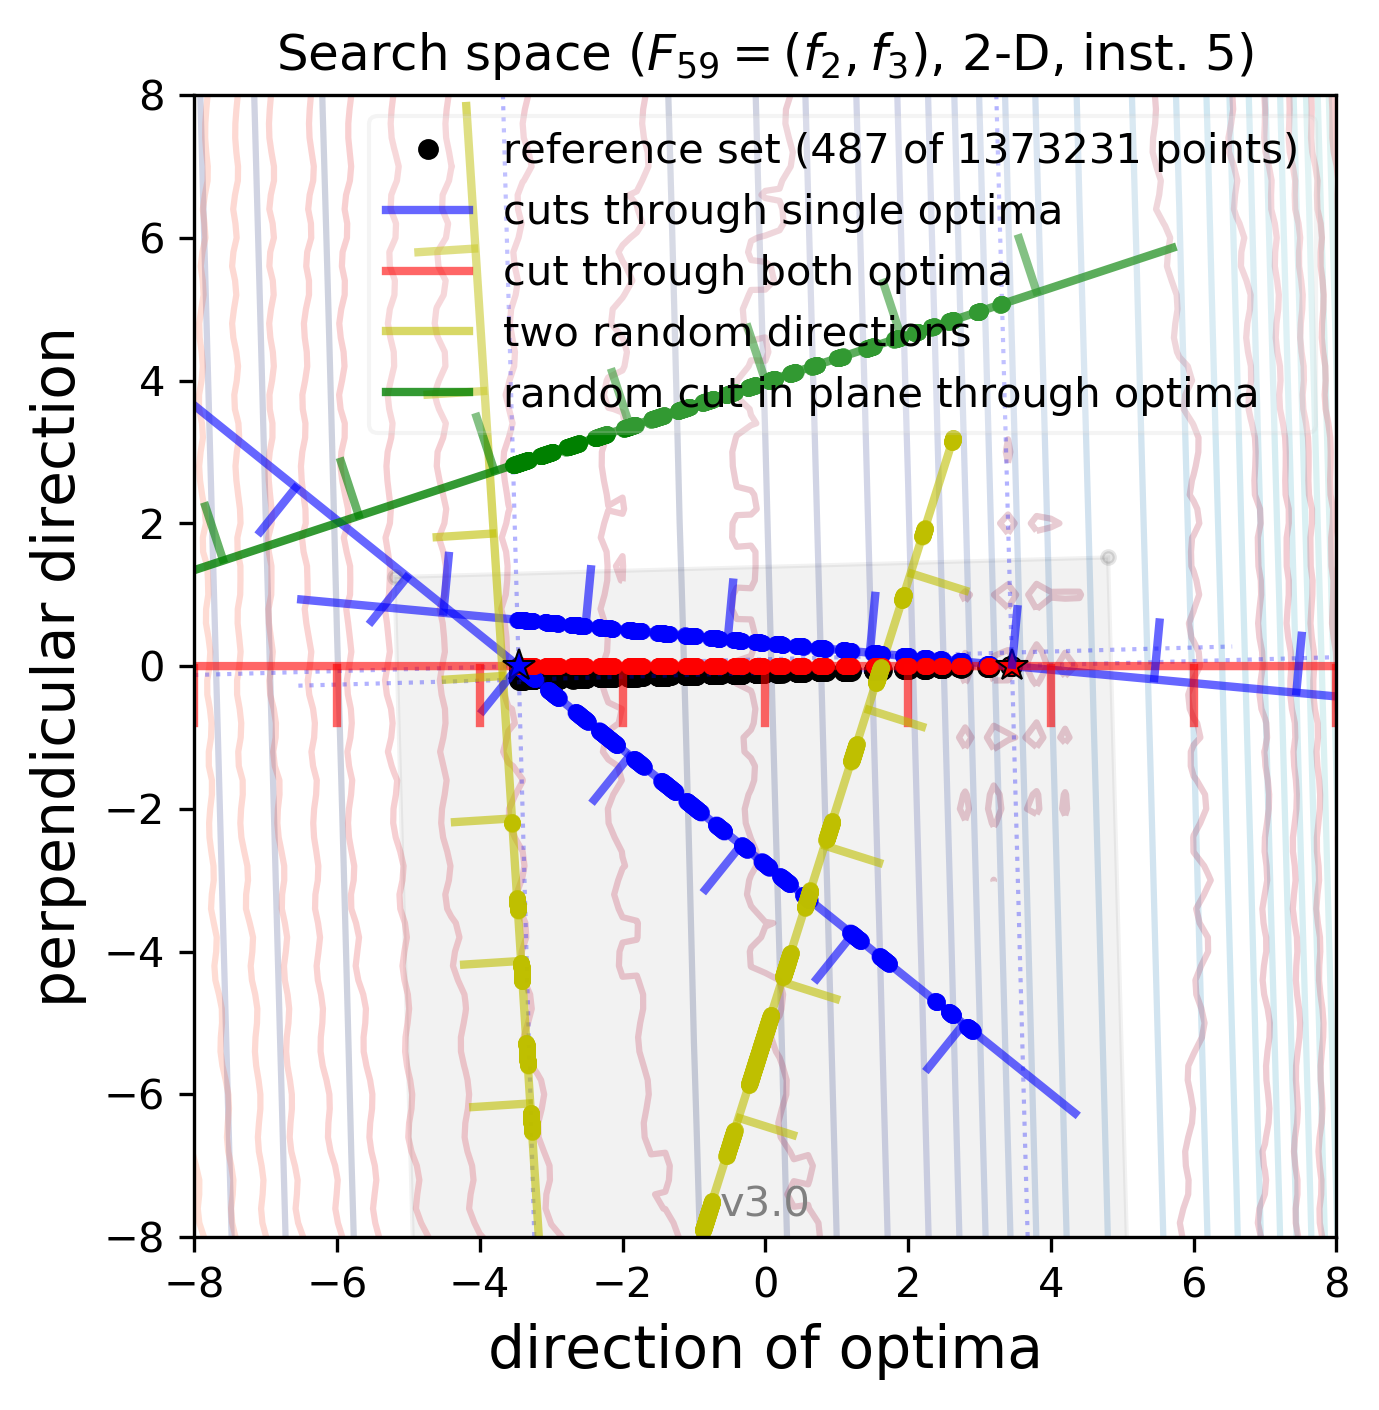 Search space (F₅₉ = (f₂, f₃), 2-D, inst. 5)
reference set (487 of 1373231 points)
cuts through single optima
cut through both optima
two random directions
random cut in plane through optima
8
6
4
2
0
−2
−4
−6
−8
perpendicular direction
v3.0
−8 −6 −4 −2 0 2 4 6 8
direction of optima